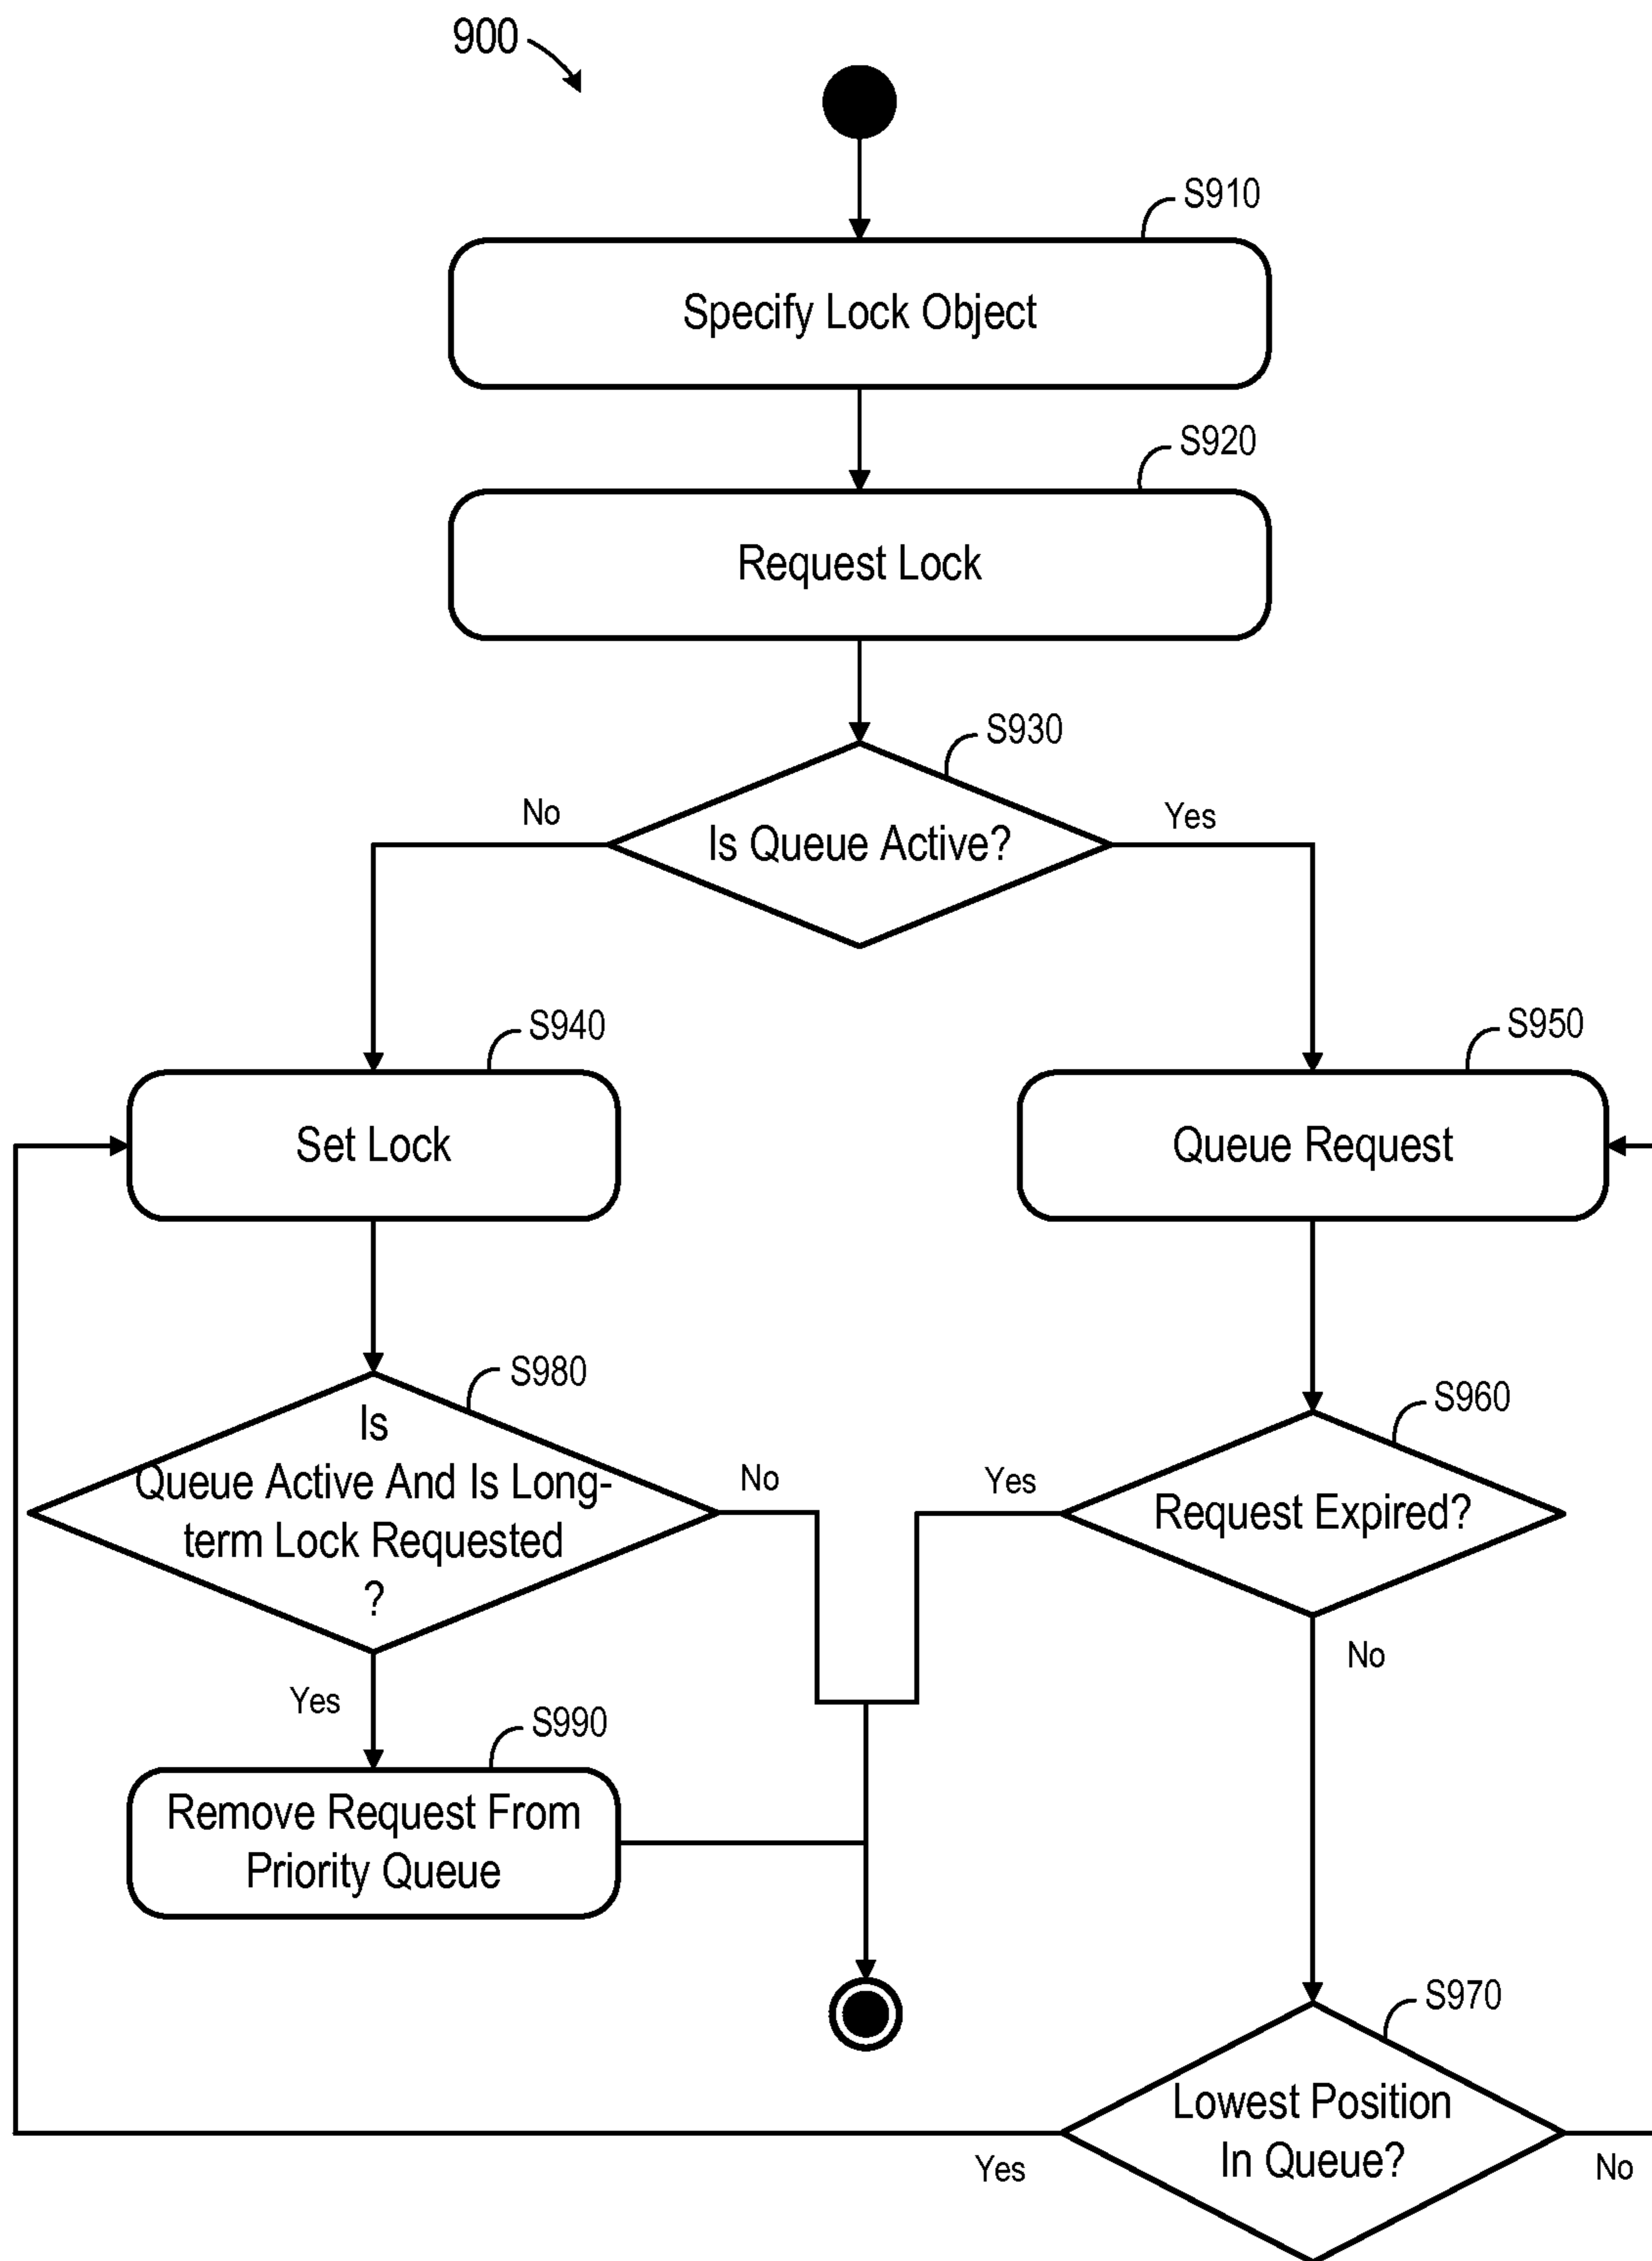 900
S910
Specify Lock Object
S920
Request Lock
S930
No
Is Queue Active?
Yes
S940
S950
Set Lock
Queue Request
S980
Is
Queue Active And Is Long-
term Lock Requested
?
No
S960
Yes
Request Expired?
No
Yes
S990
Remove Request From
Priority Queue
S970
Lowest Position
In Queue?
Yes
No